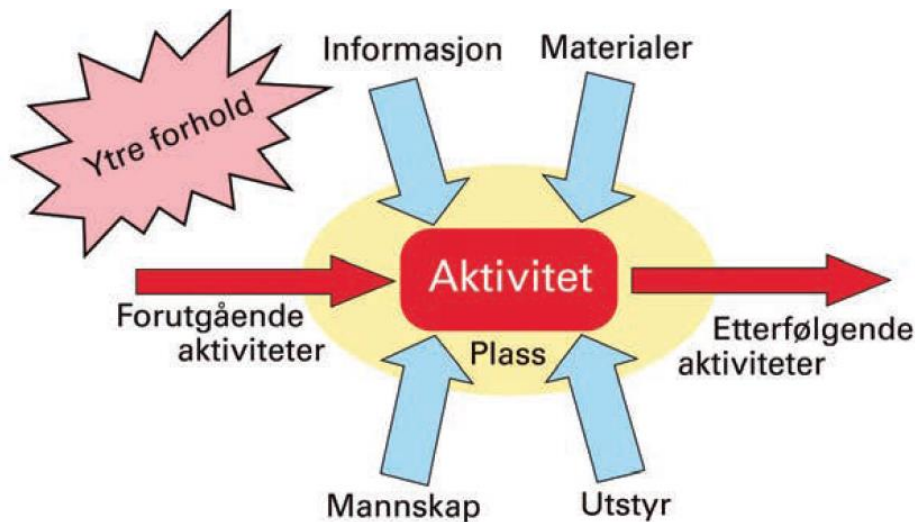 Informasjon
Materialer
Ytre forhold
Aktivitet
Forutgående
aktiviteter
Plass
Etterfølgende
aktiviteter
Mannskap
Utstyr